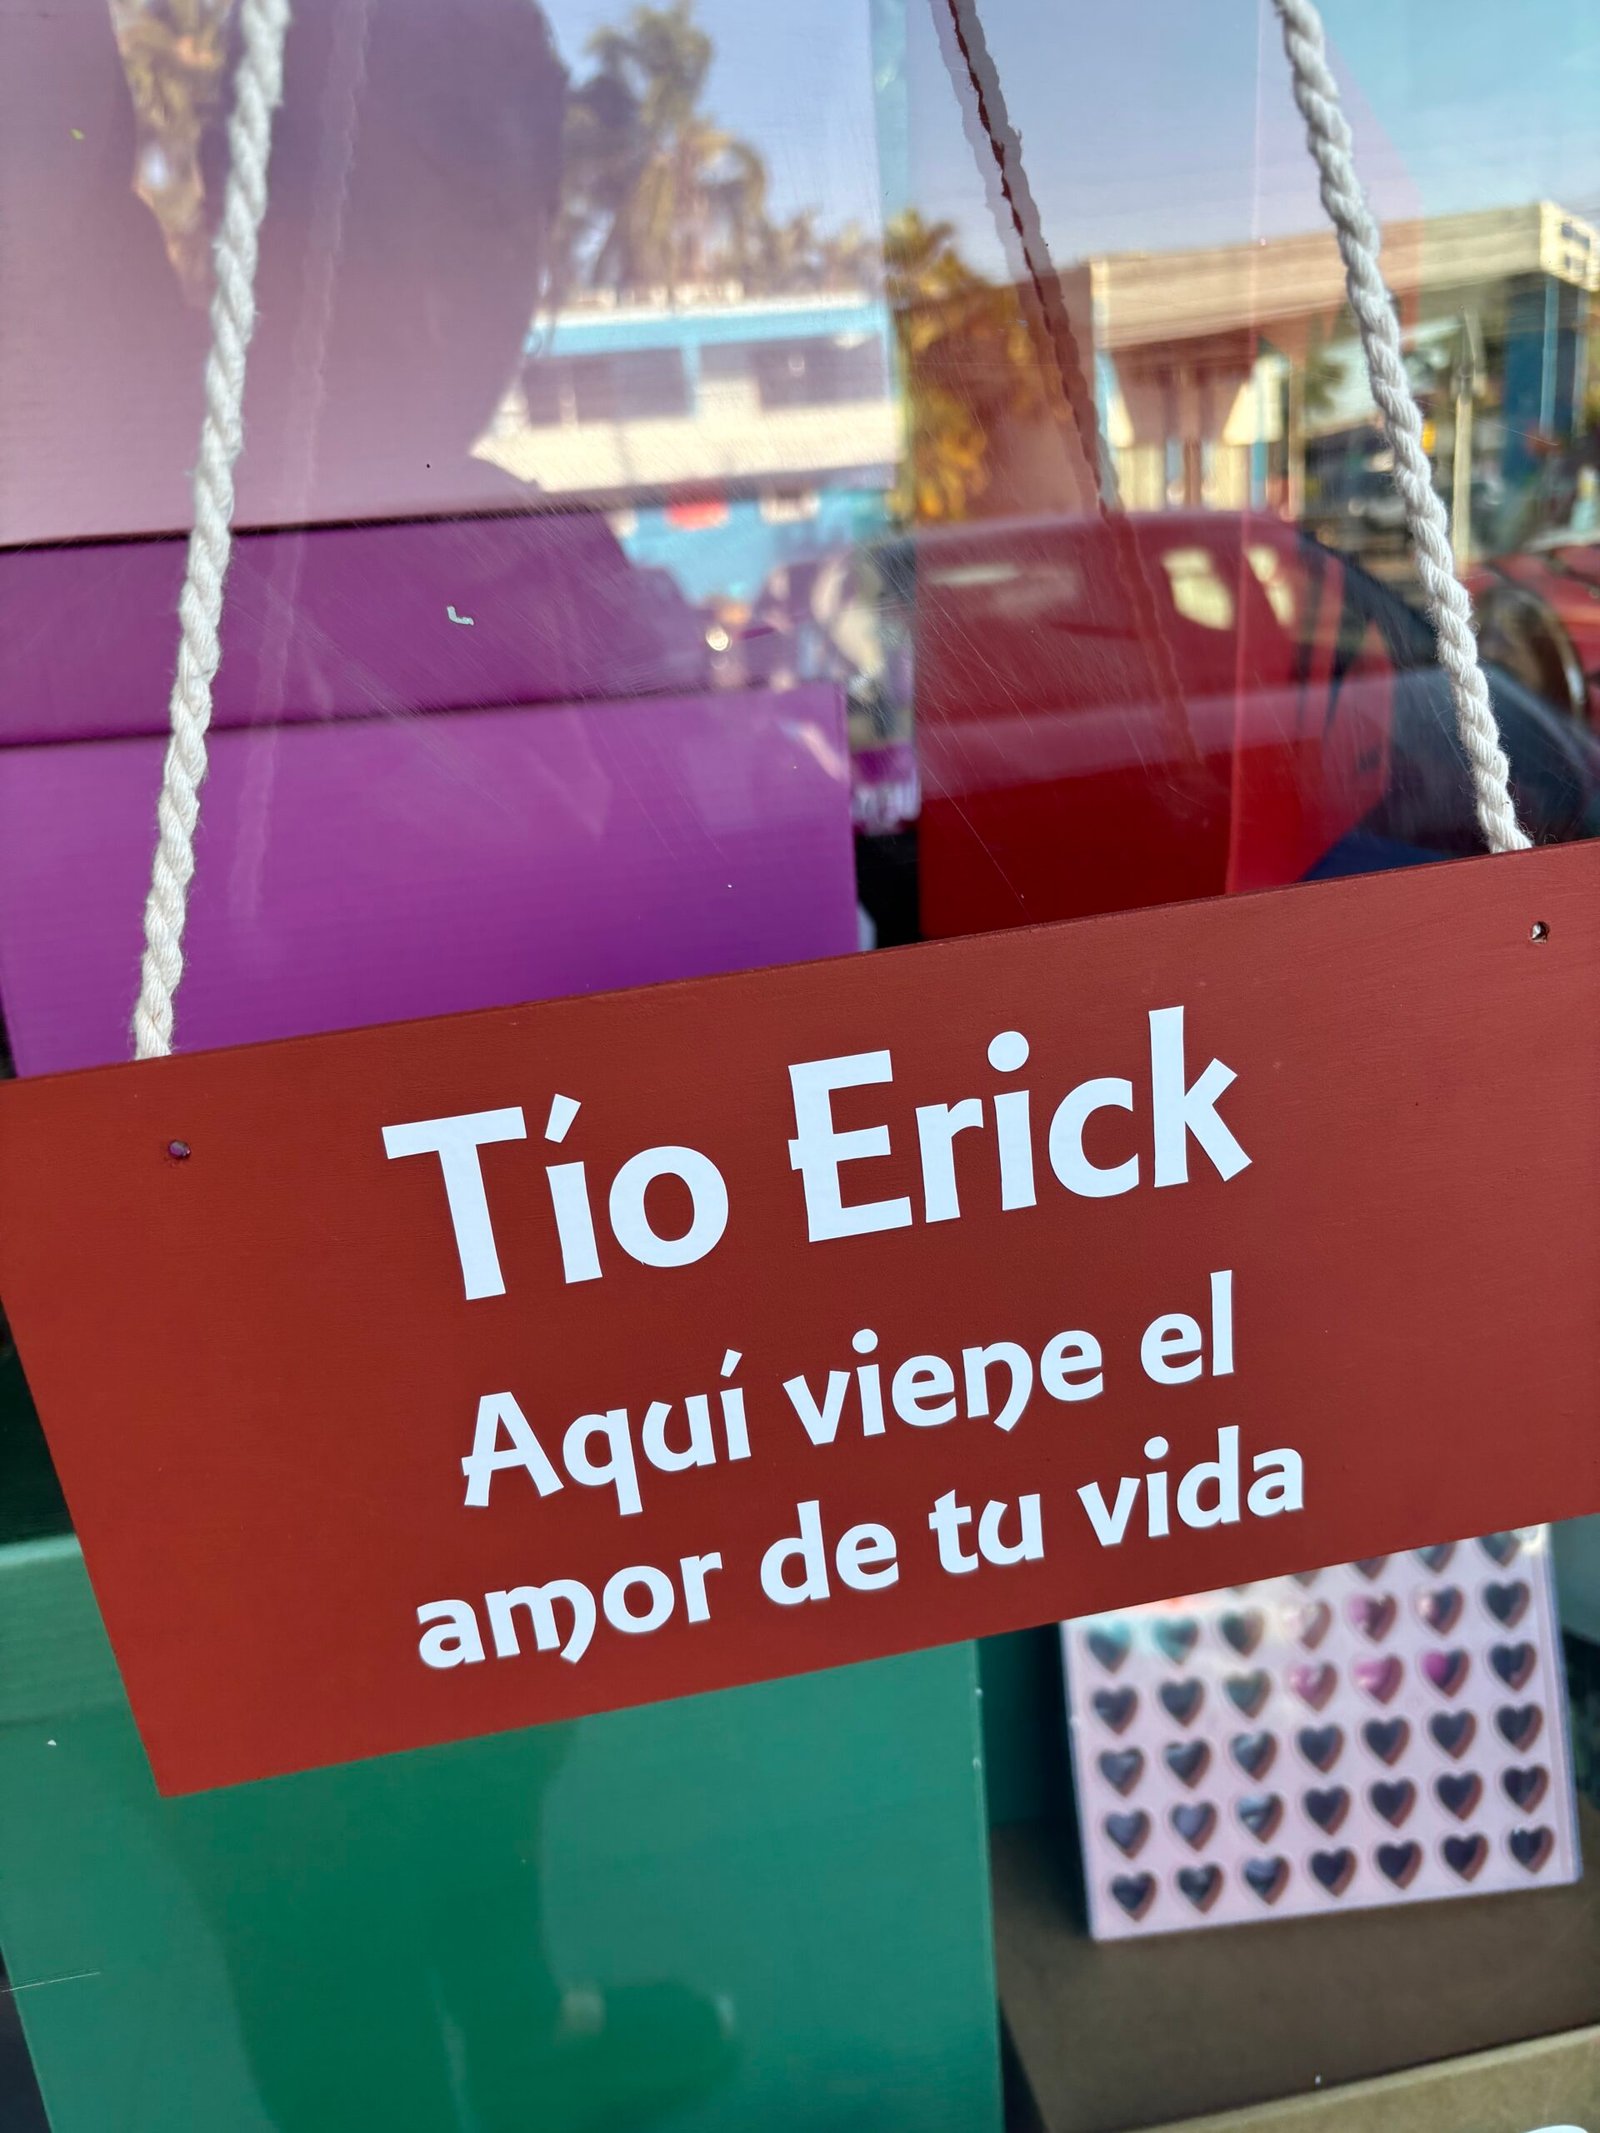 Tío Erick
Aquí viene el
amor de tu vida